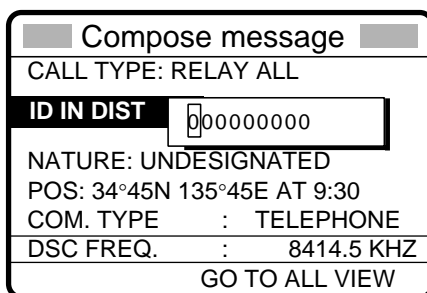 Compose message
CALL TYPE: RELAY ALL
ID IN DIST 000000000
NATURE: UNDESIGNATED
POS: 34°45N 135°45E AT 9:30
COM. TYPE : TELEPHONE
DSC FREQ. : 8414.5 KHZ
GO TO ALL VIEW